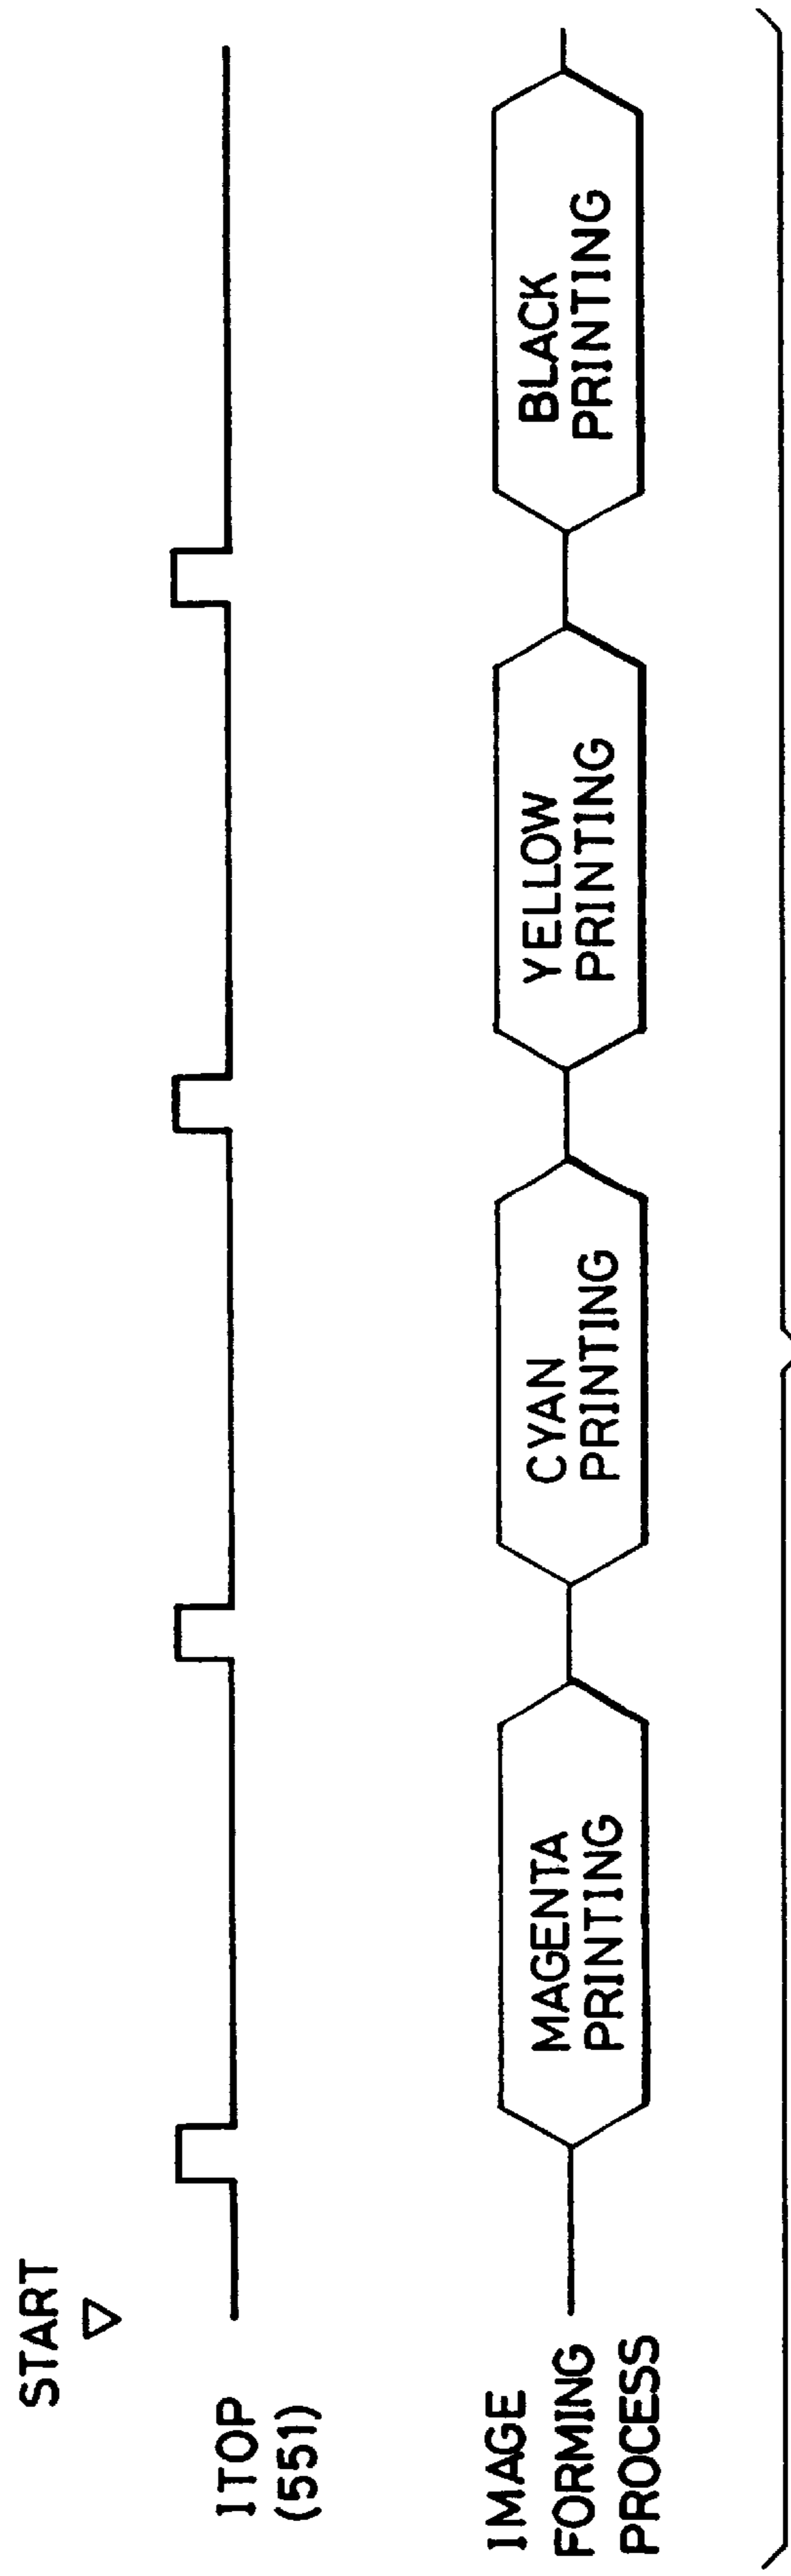 START
ITOP
(551)
IMAGE
FORMING
PROCESS
MAGENTA
PRINTING
CYAN
PRINTING
YELLOW
PRINTING
BLACK
PRINTING